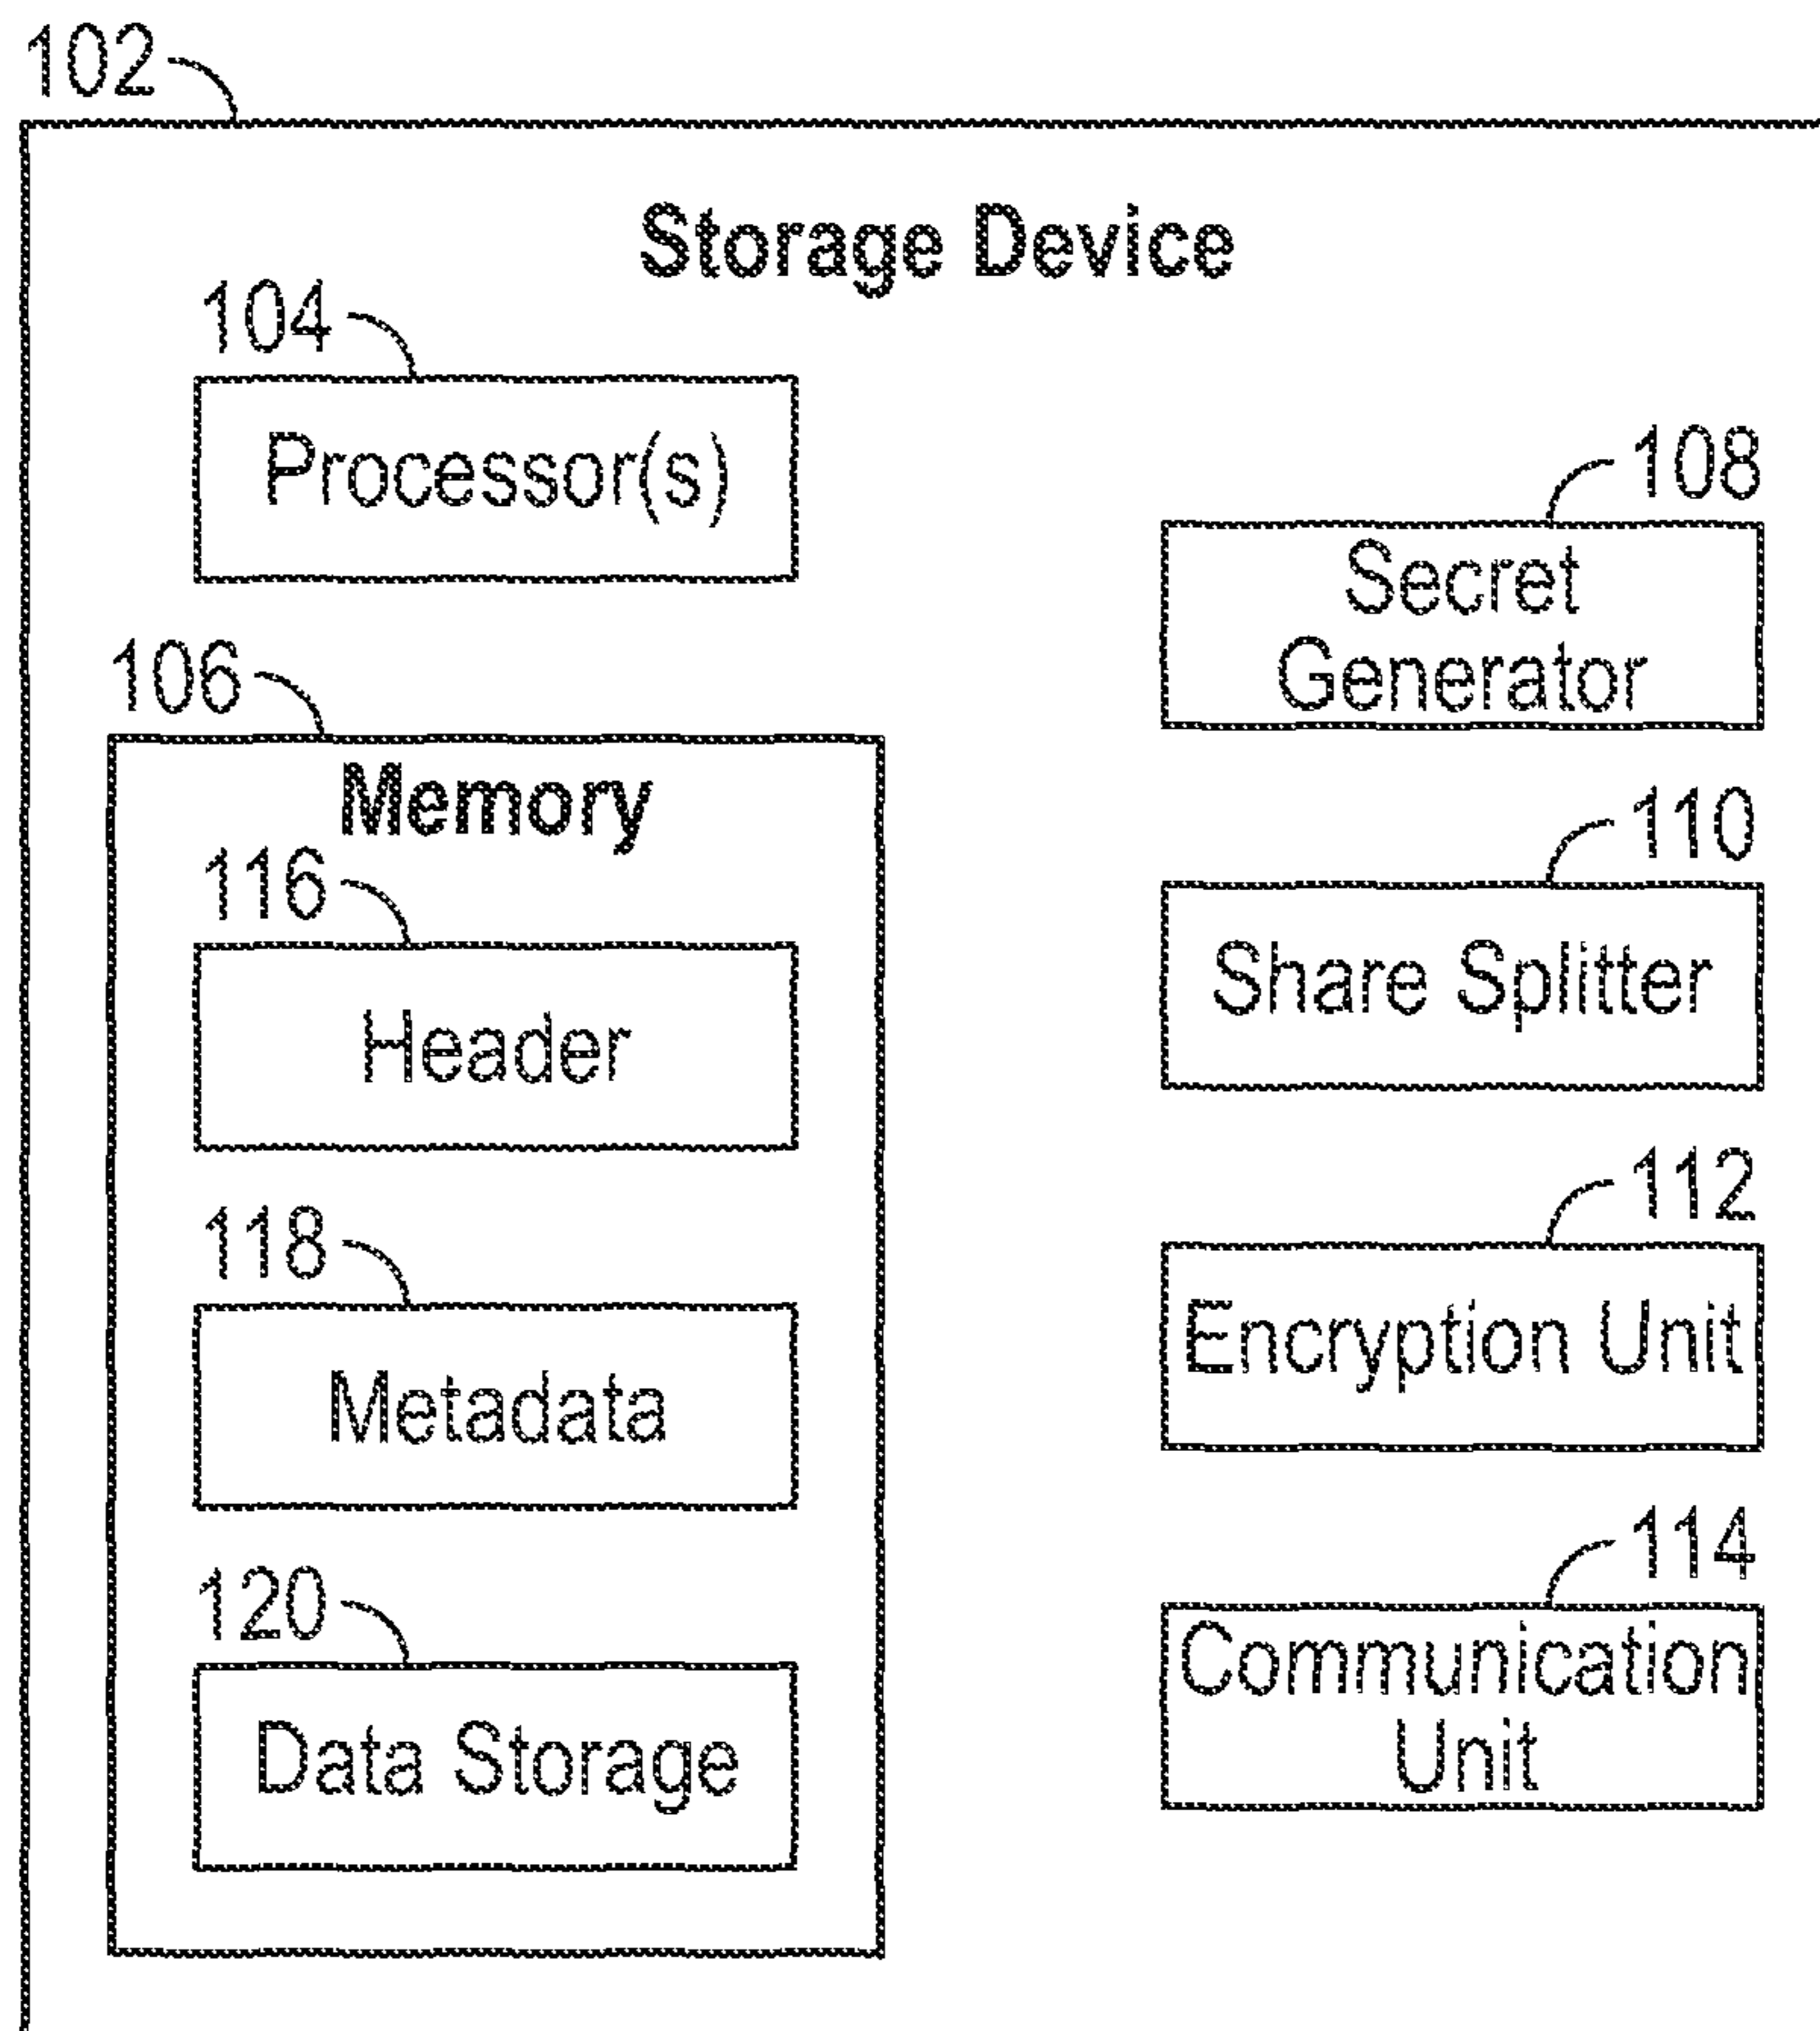 102
Storage Device
104
Processor(s)
106
Memory
116
Header
118
Metadata
120
Data Storage
108
Secret
Generator
110
Share Splitter
112
Encryption Unit
114
Communication
Unit